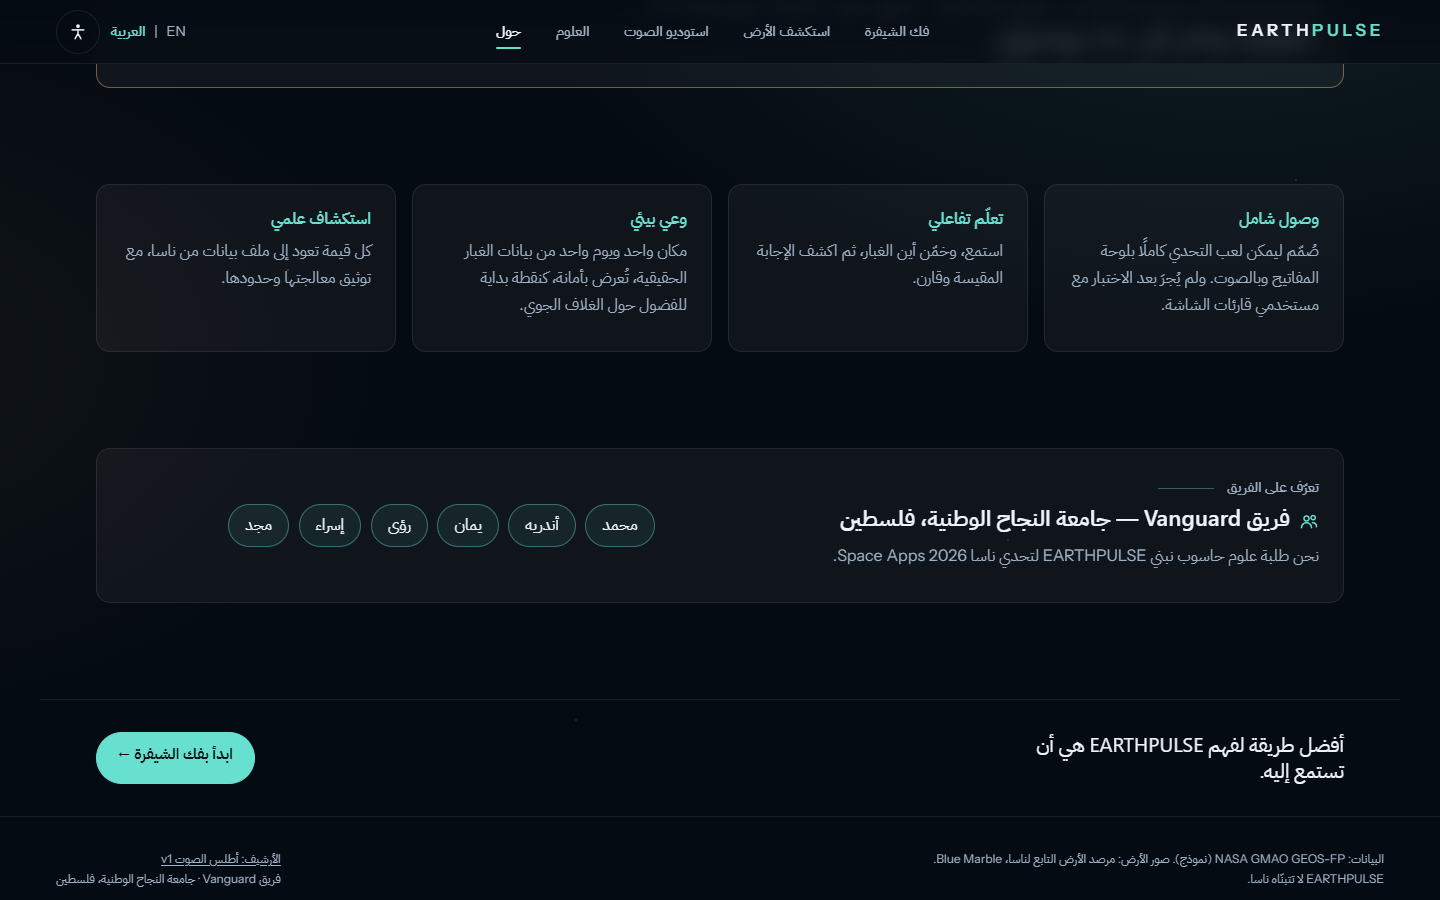 EARTHPULSE
فك الشيفرة
استكشف الأرض
استوديو الصوت
العلوم
حول
EN | العربية
وصول شامل
صُمّم ليمكن لعب التحدي كاملًا بلوحة
المفاتيح وبالصوت. ولم يُجرَ بعد الاختبار مع
مستخدمي قارئات الشاشة.
تعلّم تفاعلي
استمع، وخمّن أين الغبار، ثم اكشف الإجابة
المقيسة وقارن.
وعي بيئي
مكان واحد ويوم واحد من بيانات الغبار
الحقيقية، تُعرض بأمانة، كنقطة بداية
للفضول حول الغلاف الجوي.
استكشاف علمي
كل قيمة تعود إلى ملف بيانات من ناسا، مع
توثيق معالجتها وحدودها.
تعرّف على الفريق
فريق Vanguard — جامعة النجاح الوطنية، فلسطين
نحن طلبة علوم حاسوب نبني EARTHPULSE لتحدي ناسا Space Apps 2026.
محمد
أندريه
يمان
رؤى
إسراء
مجد
أفضل طريقة لفهم EARTHPULSE هي أن
تستمع إليه.
ابدأ بفك الشيفرة ←
البيانات: NASA GMAO GEOS-FP (نموذج). صور الأرض: مرصد الأرض التابع لناسا، Blue Marble.
EARTHPULSE لا تتبنّاه ناسا.
الأرشيف: أطلس الصوت v1
فريق Vanguard · جامعة النجاح الوطنية، فلسطين